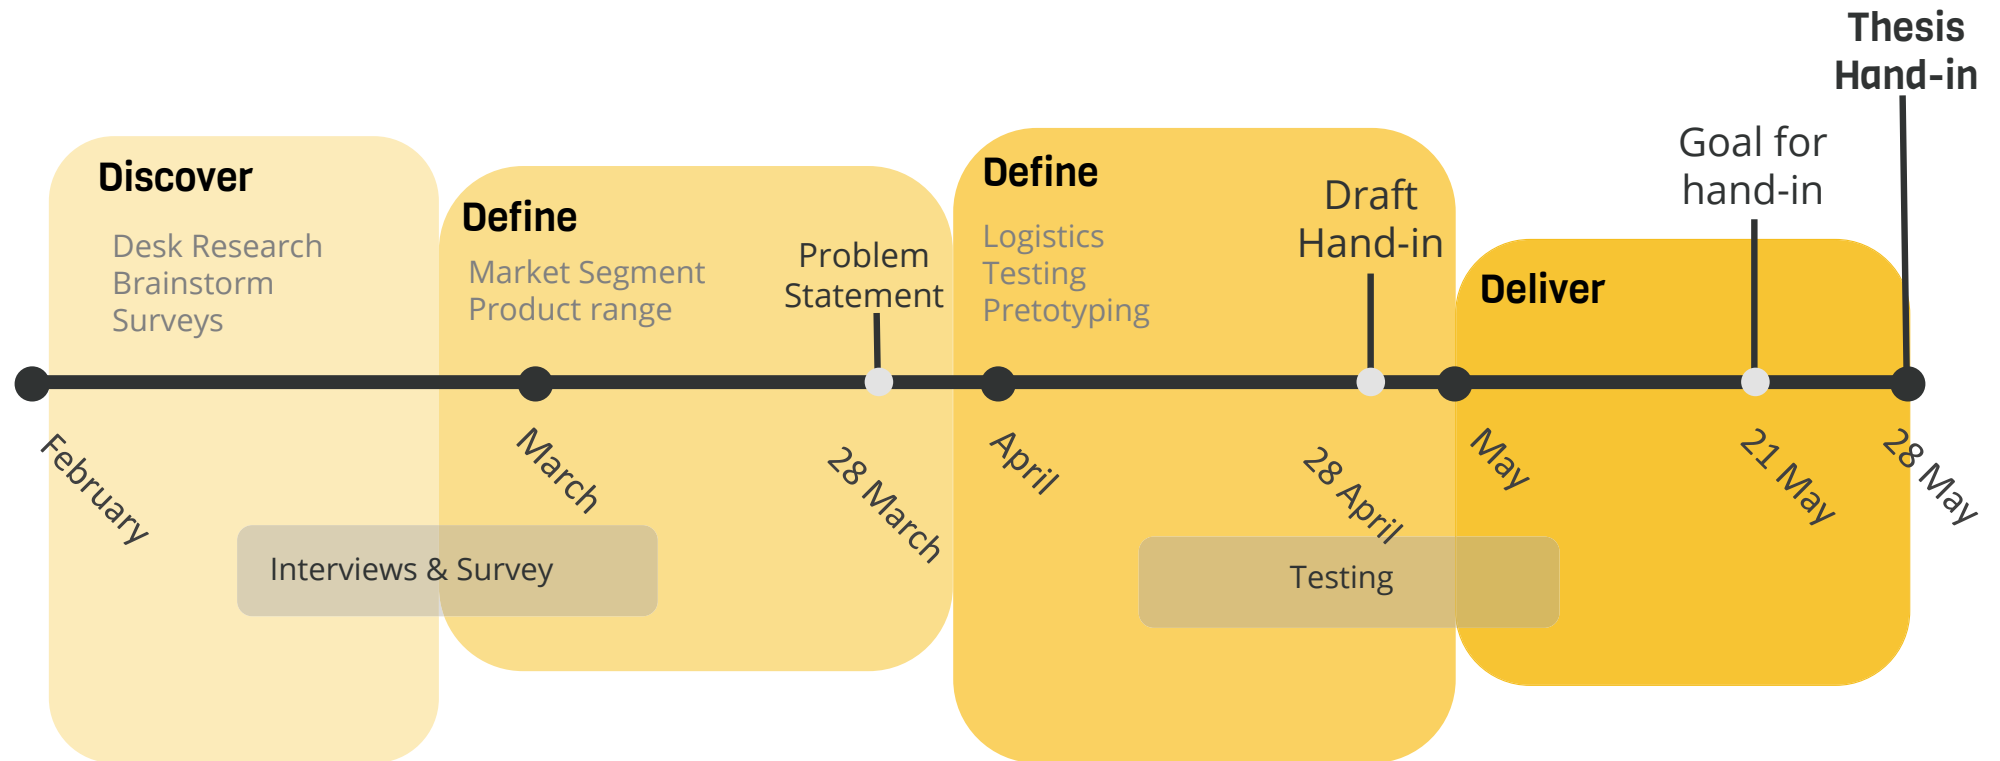 Thesis
Hand-in
Goal for
hand-in
Discover
Desk Research
Brainstorm
Surveys
Define
Market Segment
Product range
Problem
Statement
Define
Logistics
Testing
Pretotyping
Draft
Hand-in
Deliver
February
March
28 March
April
28 April
May
21 May
28 May
Interviews & Survey
Testing